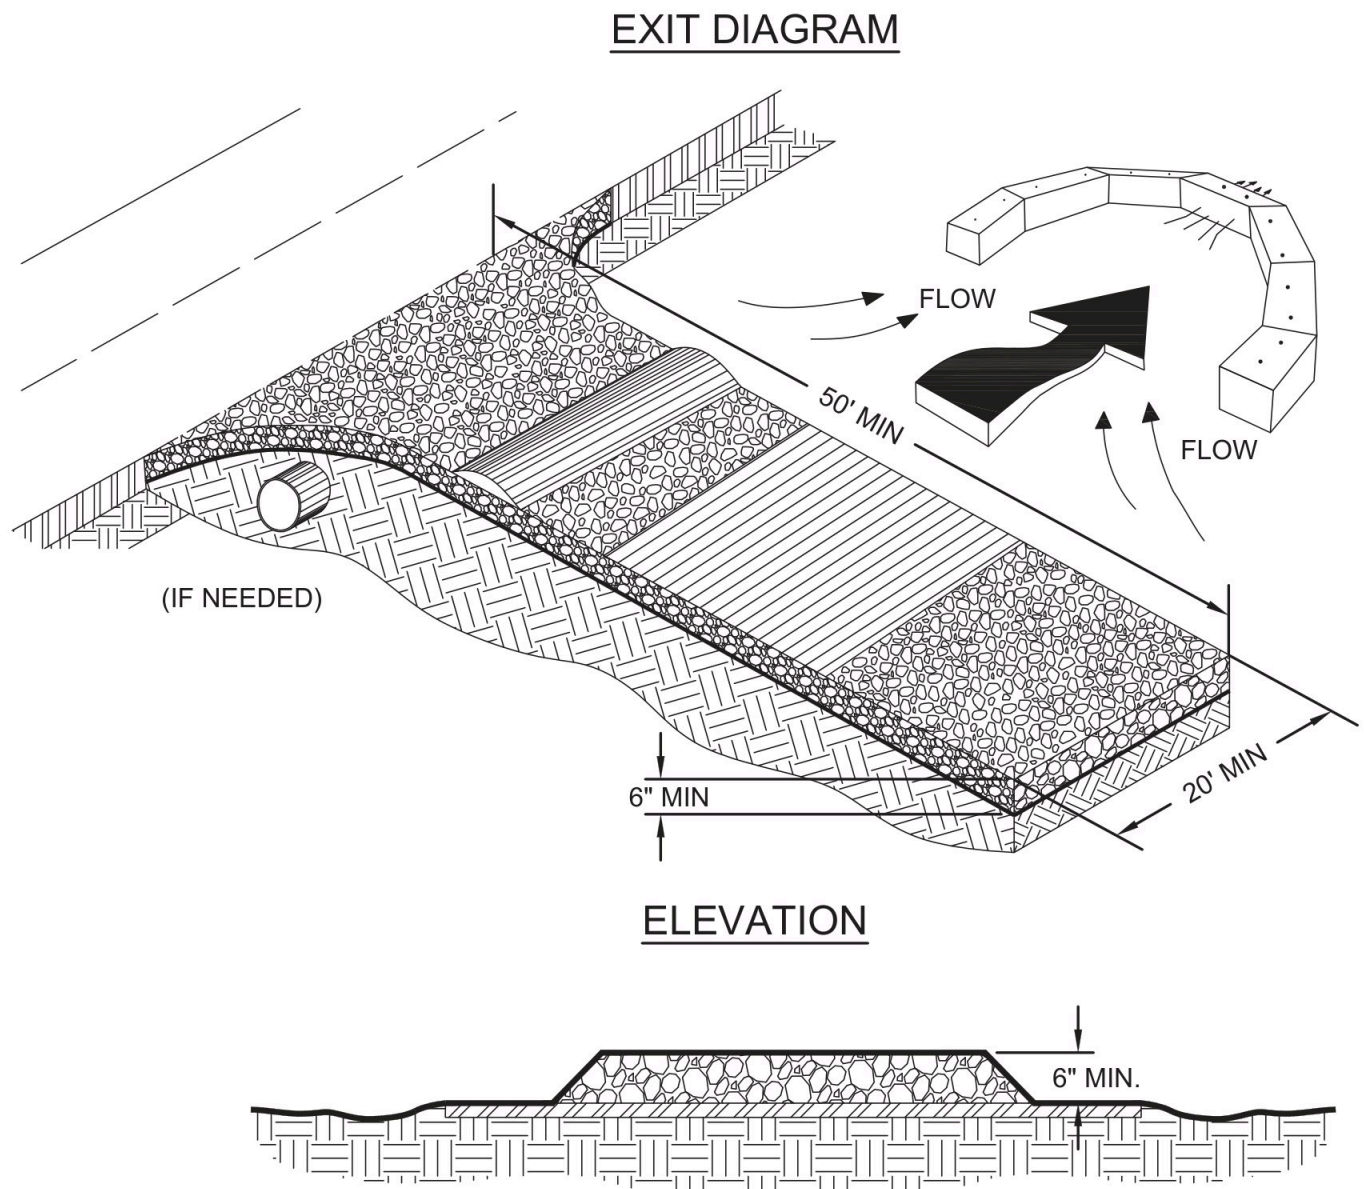 EXIT DIAGRAM
FLOW
50' MIN
FLOW
(IF NEEDED)
6" MIN
20' MIN
ELEVATION
6" MIN.